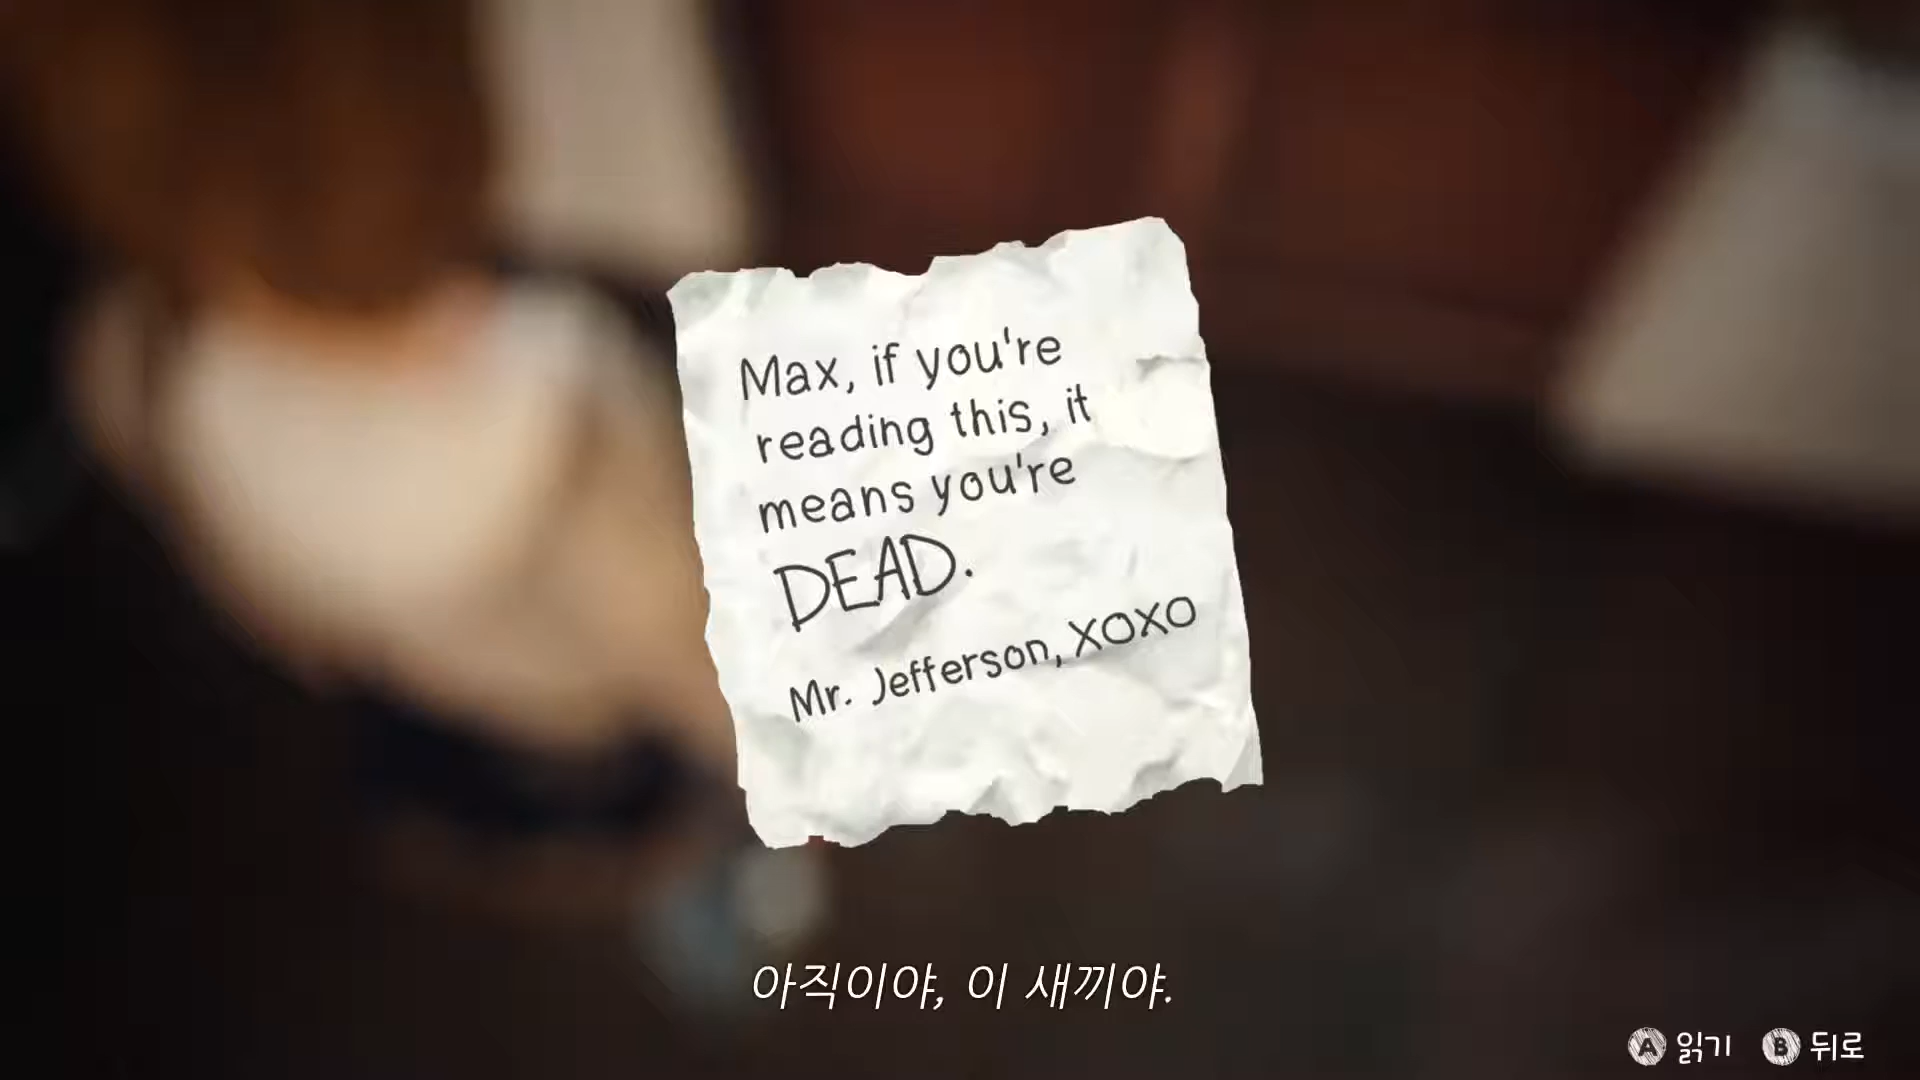 Max, if you're
reading this, it
means you're
DEAD.
Mr. Jefferson, XOXO
아직이야, 이 새끼야.
A 읽기 B 뒤로